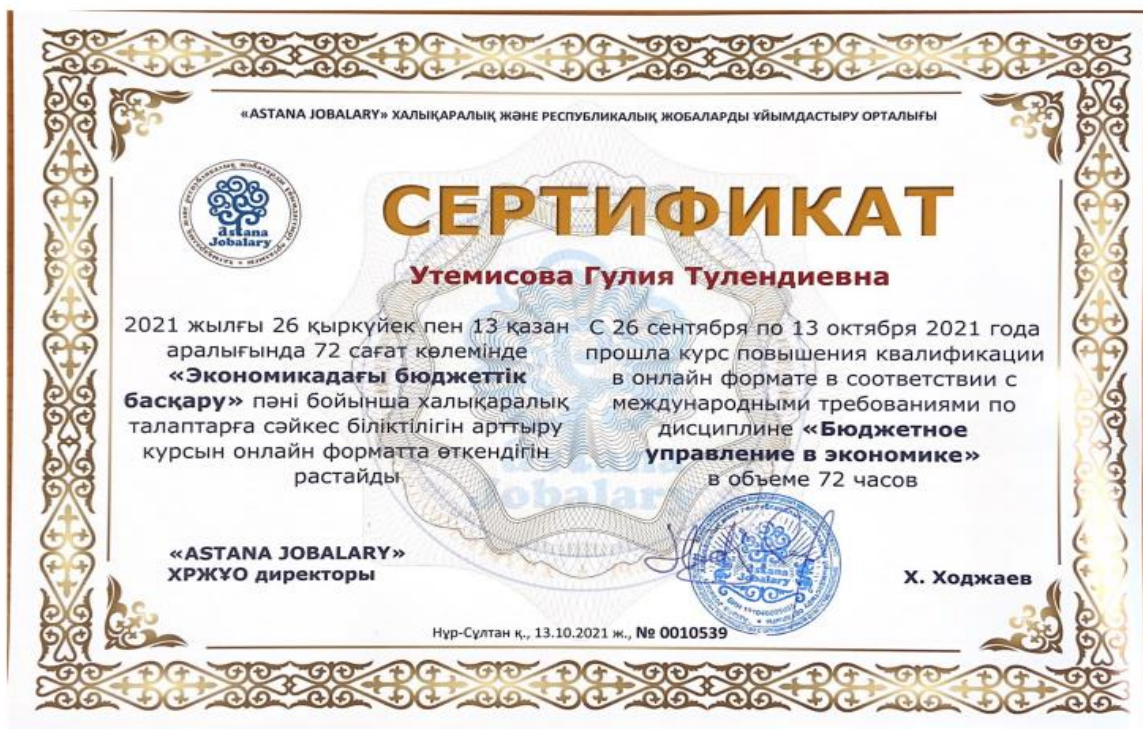 «ASTANA JOBALARY» ХАЛЫҚАРАЛЫҚ ЖӘНЕ РЕСПУБЛИКАЛЫҚ ЖОБАЛАРДЫ ҰЙЫМДАСТЫРУ ОРТАЛЫҒЫ
astana
Jobalary
СЕРТИФИКАТ
Утемисова Гулия Тулендиевна
2021 жылғы 26 қыркүйек пен 13 қазан
аралығында 72 сағат көлемінде
«Экономикадағы бюджеттік
басқару» пәні бойынша халықаралық
талаптарға сәйкес біліктілігін арттыру
курсын онлайн форматта өткендігін
растайды
С 26 сентября по 13 октября 2021 года
прошла курс повышения квалификации
в онлайн формате в соответствии с
международными требованиями по
дисциплине «Бюджетное
управление в экономике»
в объеме 72 часов
Jobalary
«ASTANA JOBALARY»
ХРЖҰО директоры
astana
Jobalary
Х. Ходжаев
Нұр-Сұлтан қ., 13.10.2021 ж., № 0010539